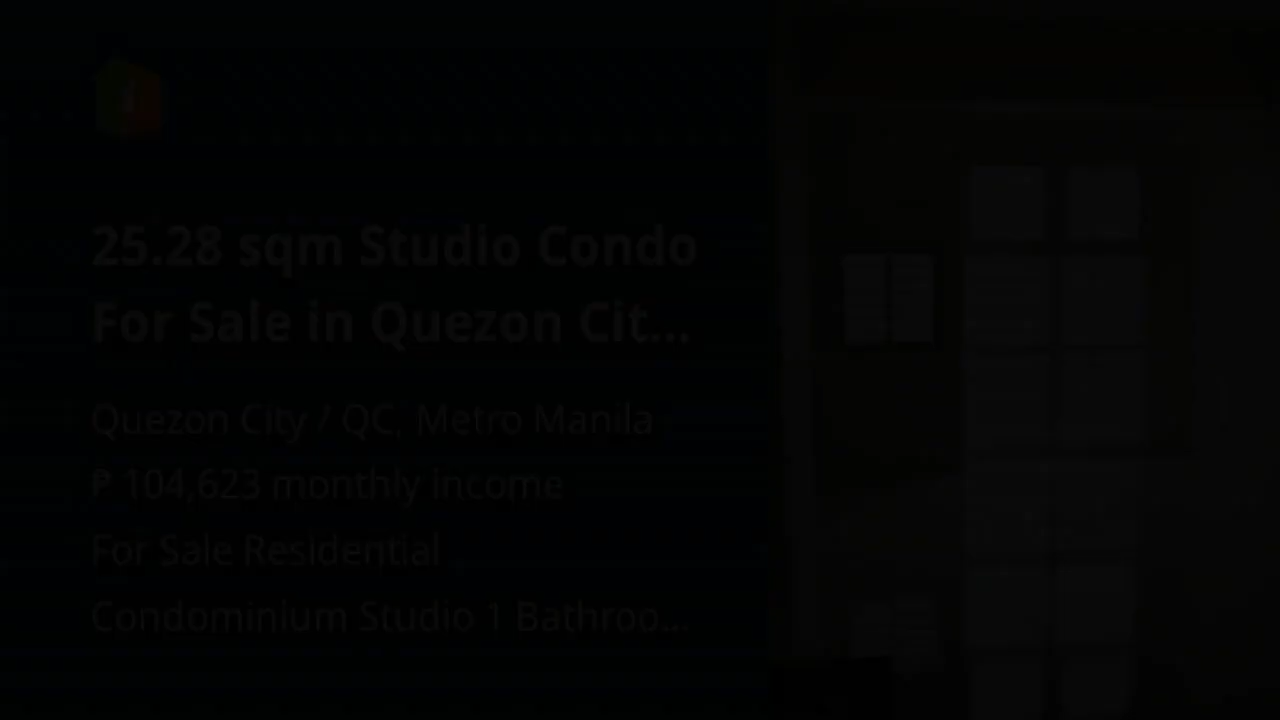 25.28 sqm Studio Condo
For Sale in Quezon Cit...
Quezon City / QC, Metro Manila
₱ 104,623 monthly income
For Sale Residential
Condominium Studio 1 Bathroo...